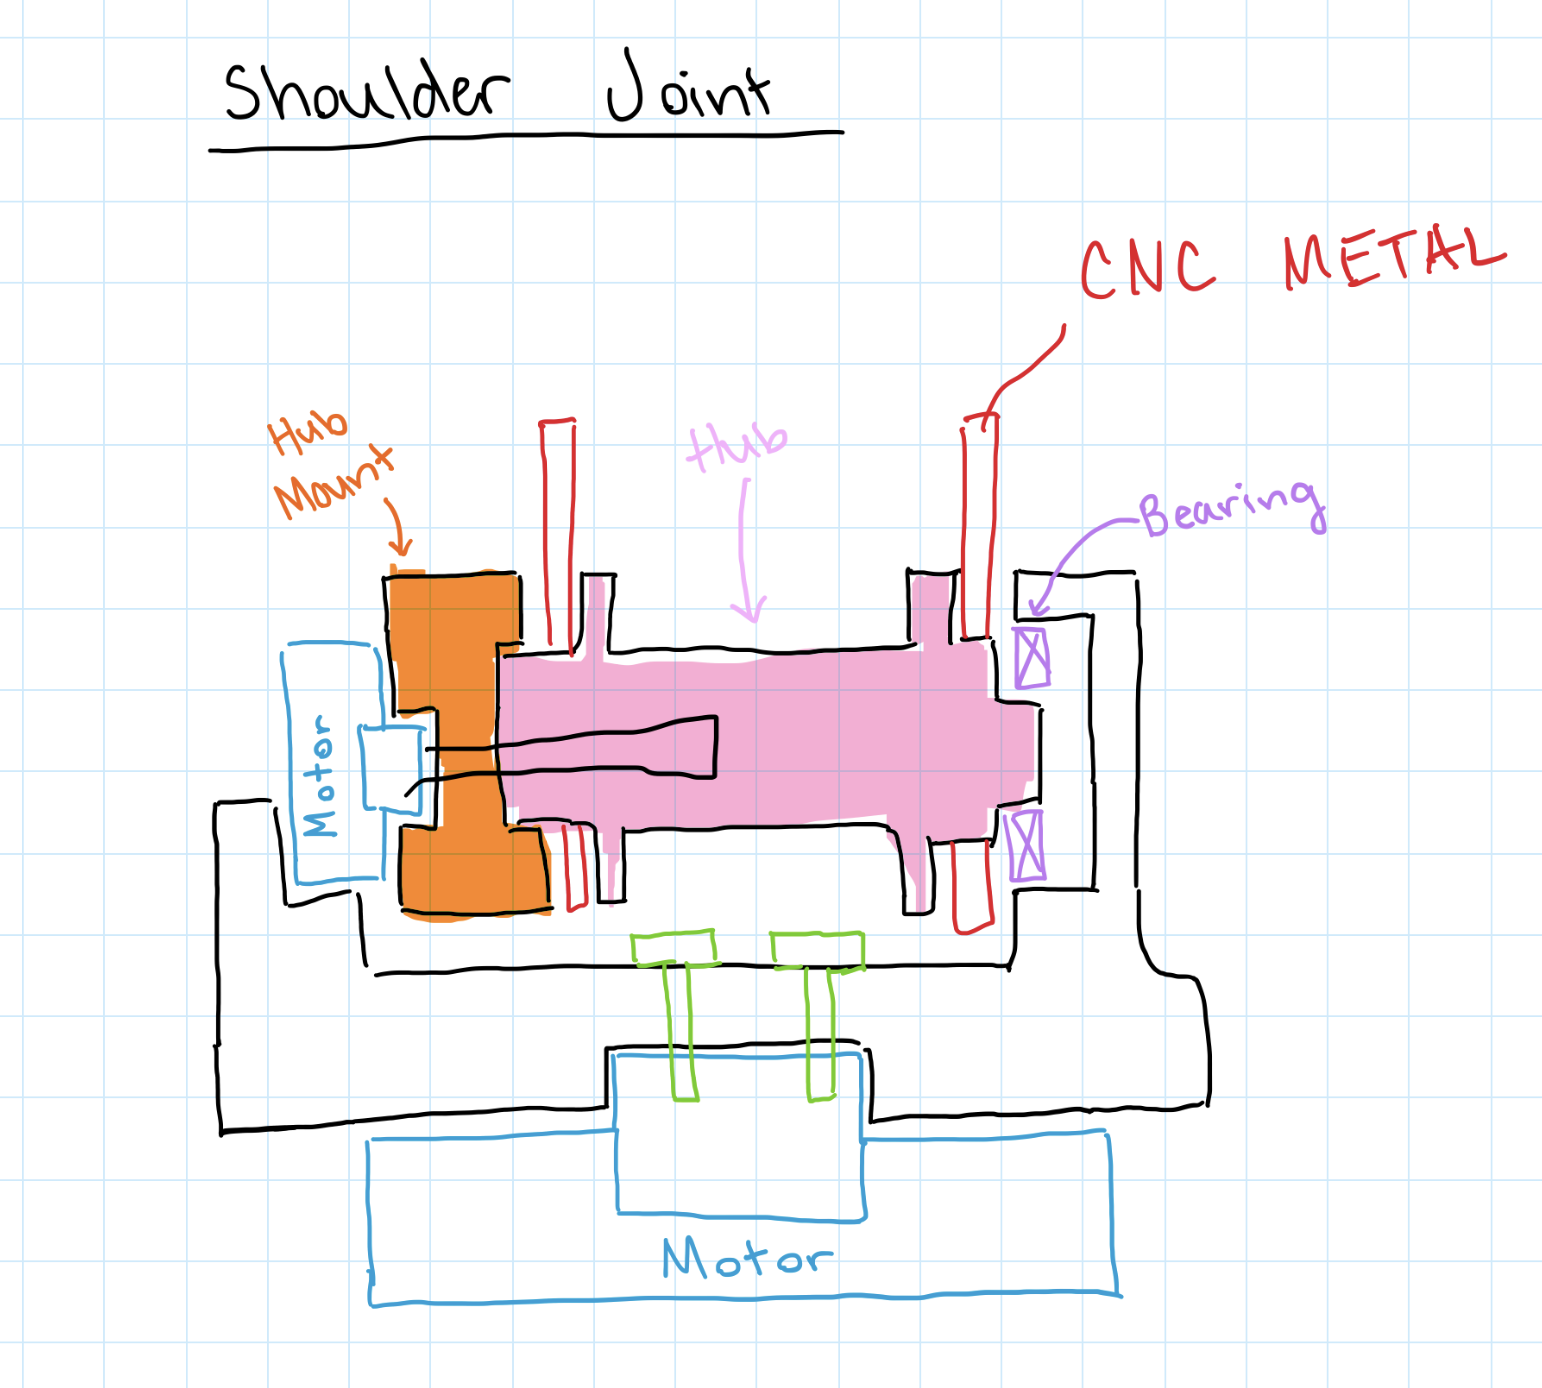 Shoulder Joint
CNC METAL
Hub
Mount
Hub
Bearing
Motor
Motor